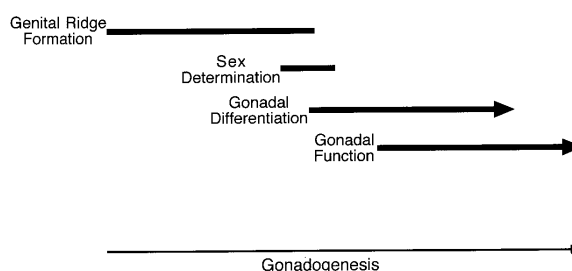 Genital Ridge
Formation
Sex
Determination
Gonadal
Differentiation
Gonadal
Function
Gonadogenesis